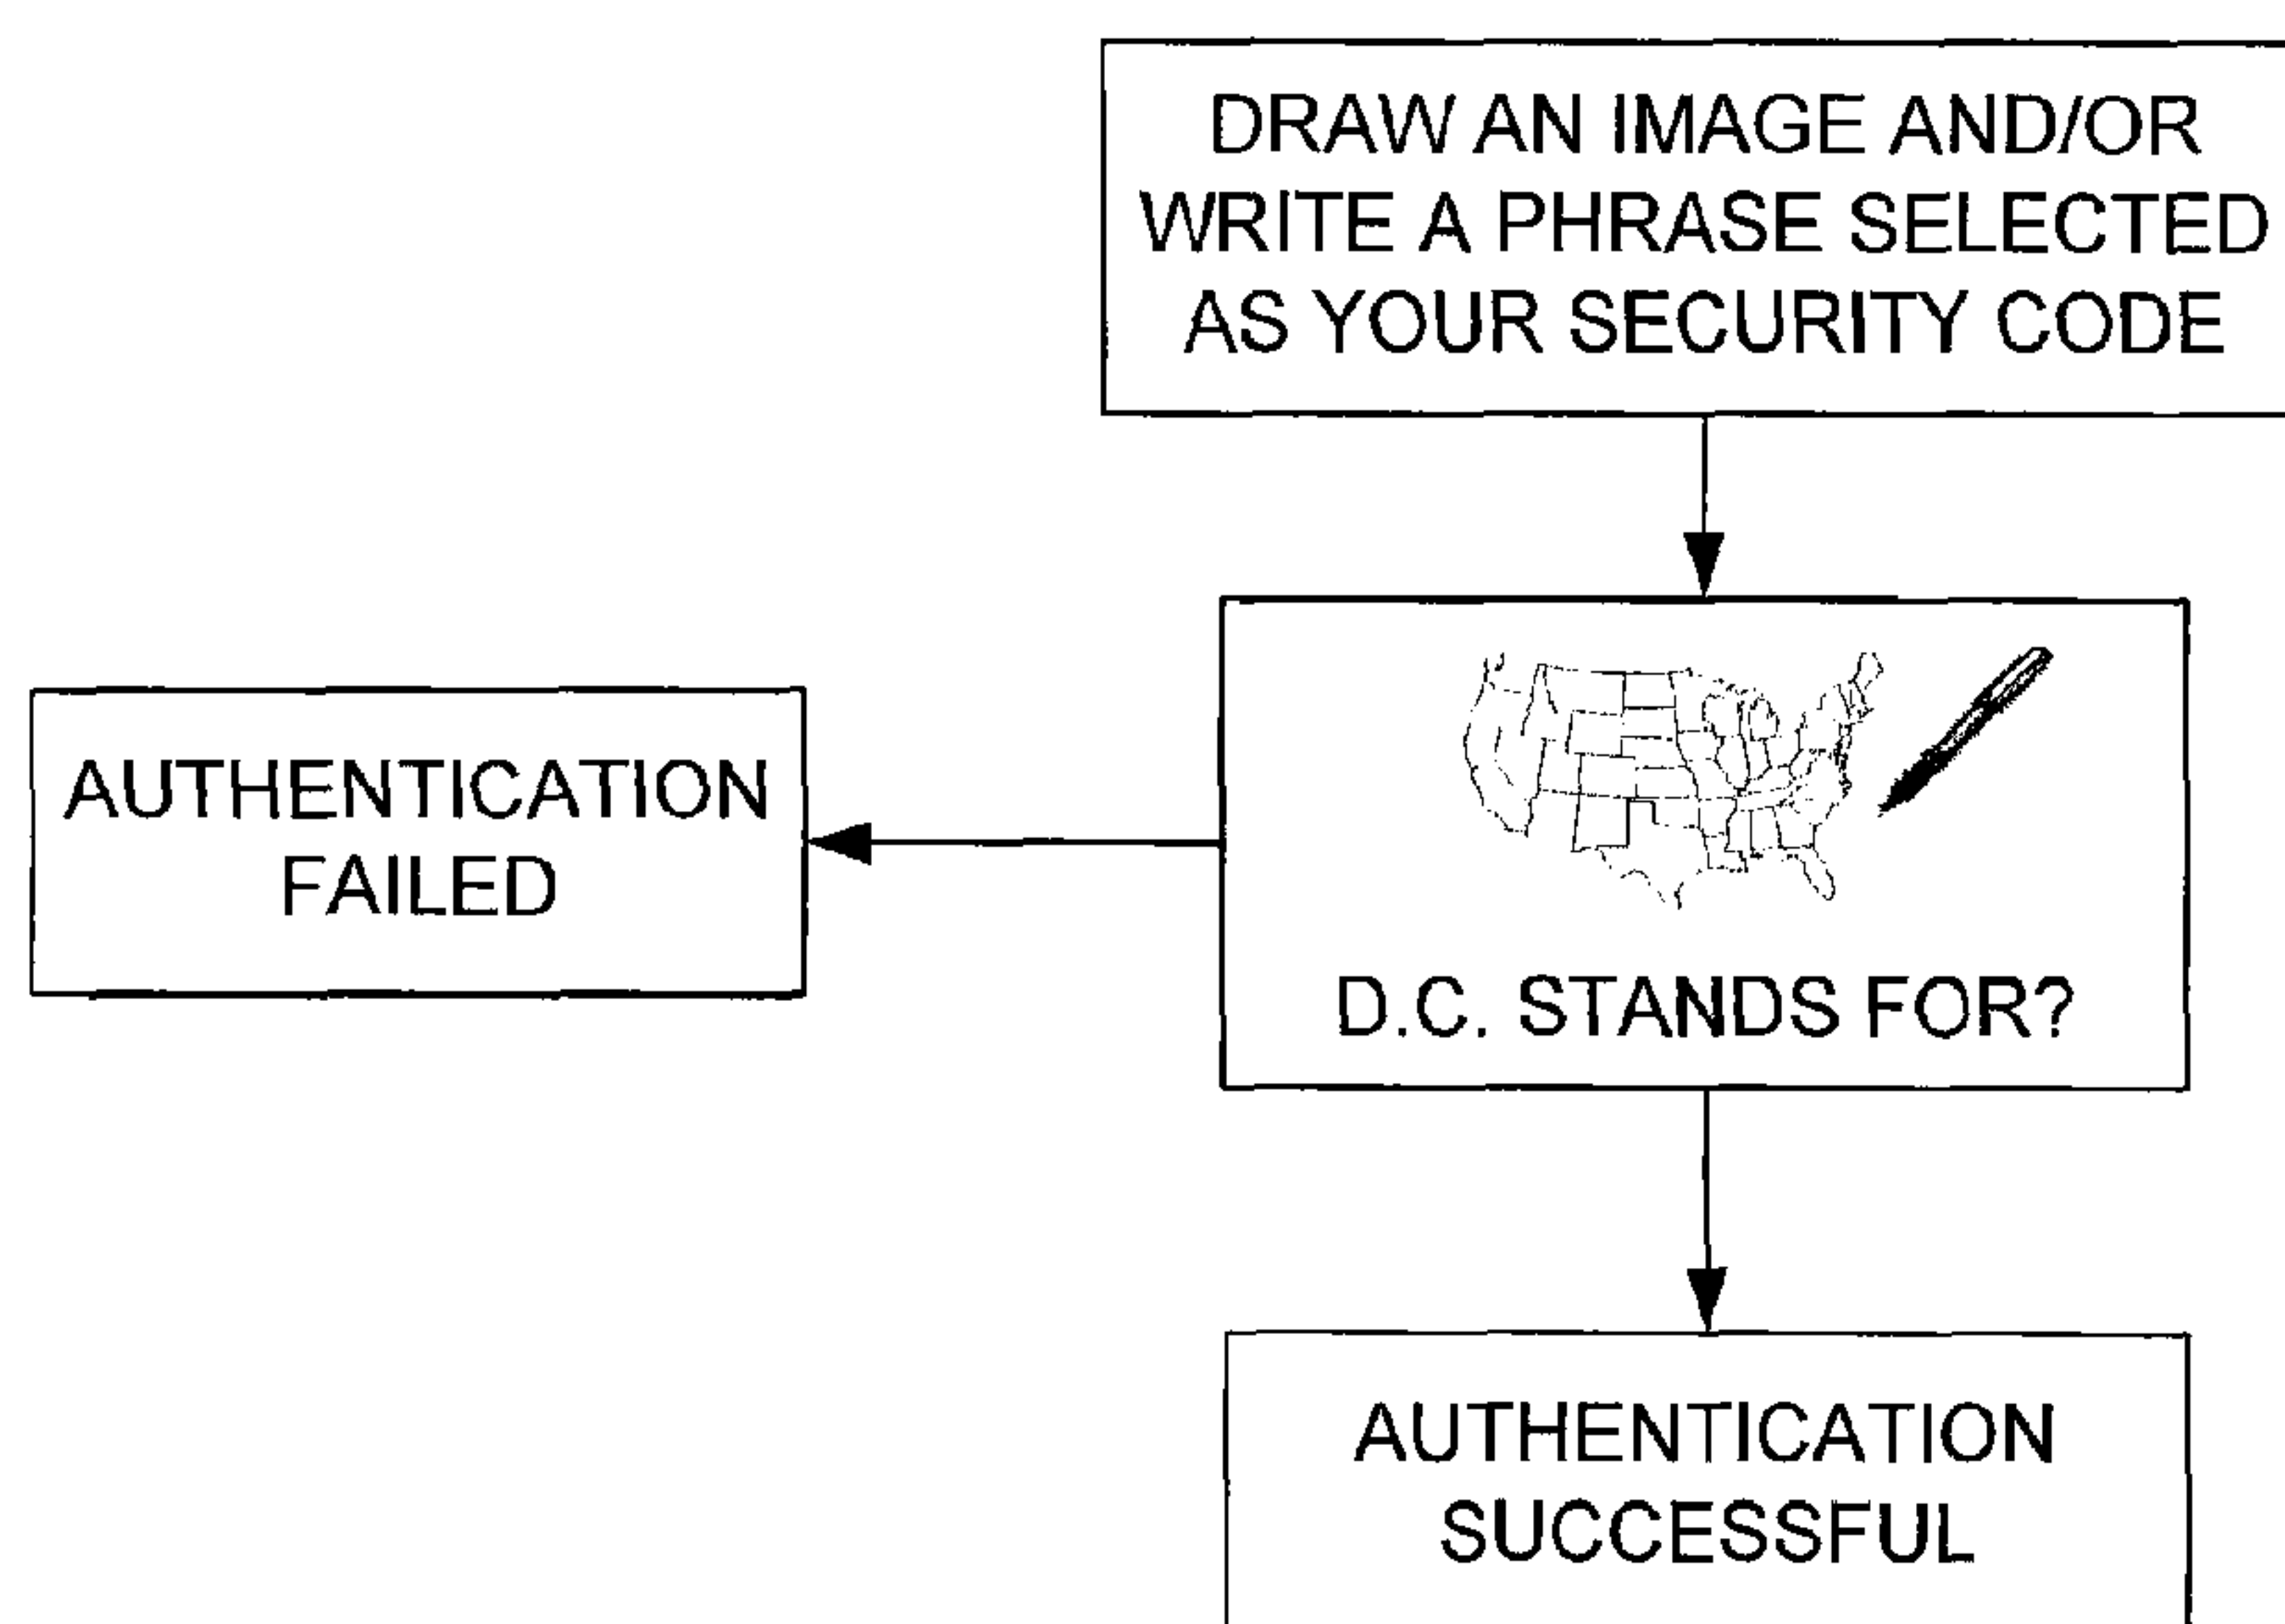 DRAW AN IMAGE AND/OR
WRITE A PHRASE SELECTED
AS YOUR SECURITY CODE
AUTHENTICATION
FAILED
D.C. STANDS FOR?
AUTHENTICATION
SUCCESSFUL